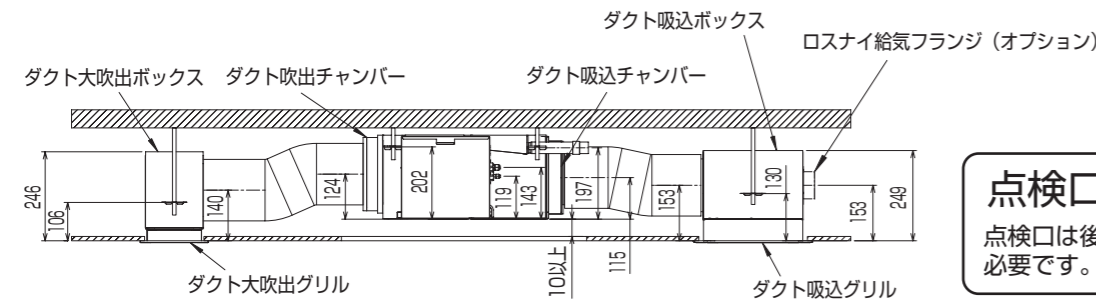 ダクト吸込ボックス
ロスナイ給気フランジ（オプション）
ダクト大吹出ボックス
ダクト吹出チャンバー
ダクト吸込チャンバー
246
106
140
124
202
119
143
197
10以上
115
153
130
153
249
ダクト大吹出グリル
ダクト吸込グリル
点検口
点検口は後
必要です。